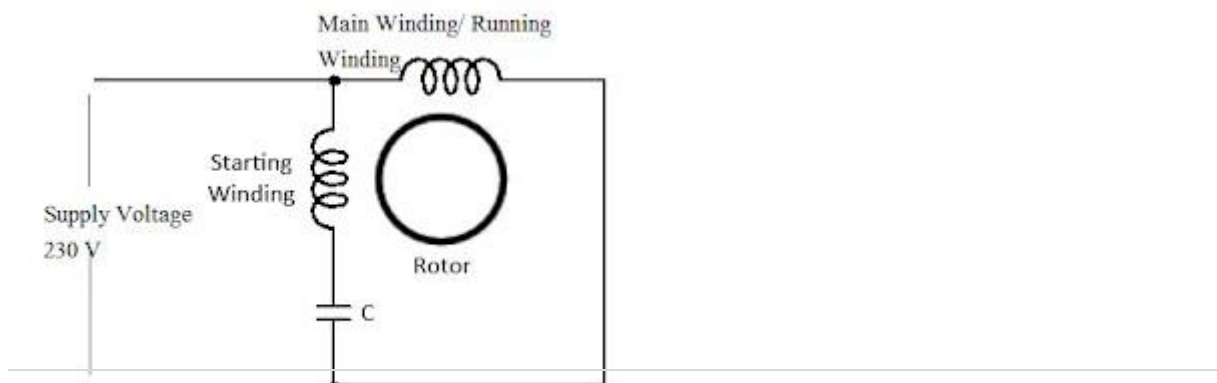 Main Winding/ Running
Winding
Starting
Winding
Supply Voltage
230 V
Rotor
C